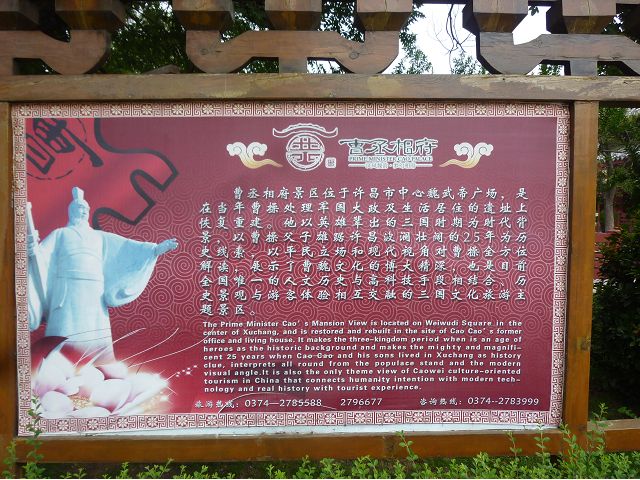 曹丞相府
PRIME MINISTER CAO'S PALACE
曹丞相府景区位于许昌市中心魏武帝广场，是
在当年曹操处理军国大政及生活居住的遗址上
恢复重建。他以英雄辈出的三国时期为时代背
景，以曹操父子雄踞许昌波澜壮阔的25年为历
史线索，以平民立场和现代视角对曹操全方位
解读，展示了曹魏文化的博大精深，也是目前
全国唯一的人文历史与高科技手段相结合、历
史景观与游客体验相互交融的三国文化旅游主
题景区。
The Prime Minister Cao's Mansion View is located on Weiwudi Square in the
center of Xuchang, and is restored and rebuilt in the site of Cao Cao's former
office and living house. It makes the three-kingdom period when is an age of
heroes as the historic background and makes the mighty and magnifi-
cent 25 years when Cao Cao and his sons lived in Xuchang as history
clue, interprets all round from the populace stand and the modern
visual angle.It is also the only theme view of Caowei culture-oriented
tourism in China that connects humanity intention with modern tech-
nology and real history with tourist experience.
旅游热线：0374—2785588 2796677 咨询热线：0374--2783999